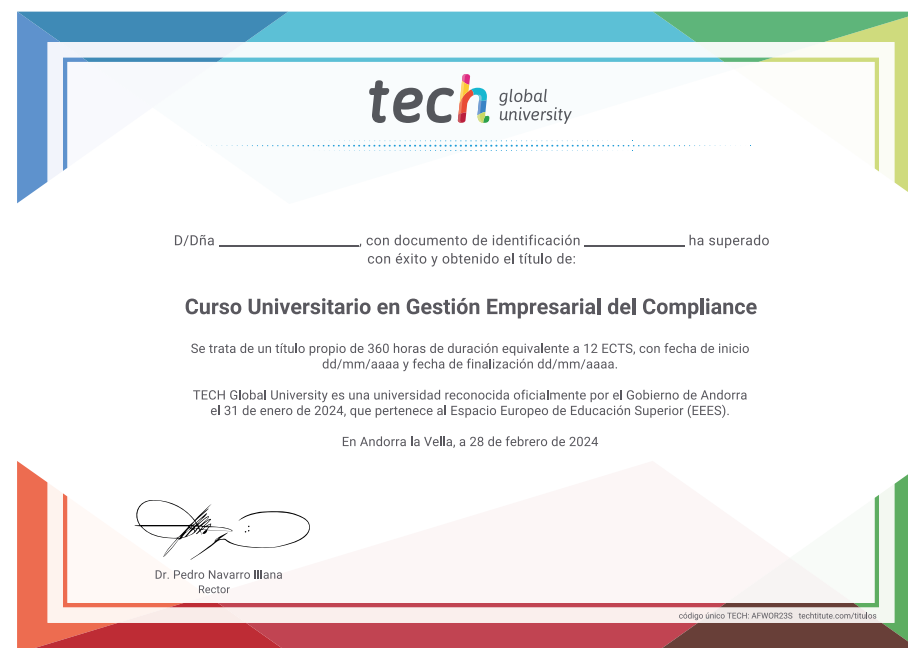 tech global university
D/Dña ____________________, con documento de identificación ______________ ha superado
con éxito y obtenido el título de:
Curso Universitario en Gestión Empresarial del Compliance
Se trata de un título propio de 360 horas de duración equivalente a 12 ECTS, con fecha de inicio
dd/mm/aaaa y fecha de finalización dd/mm/aaaa.
TECH Global University es una universidad reconocida oficialmente por el Gobierno de Andorra
el 31 de enero de 2024, que pertenece al Espacio Europeo de Educación Superior (EEES).
En Andorra la Vella, a 28 de febrero de 2024
Dr. Pedro Navarro Illana
Rector
código único TECH: AFWOR23S techtitute.com/titulos